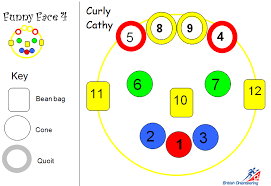 Funny Face 4
Curly
Cathy
5
8
9
4
Key
Bean bag
Cone
Quoit
11
6
10
7
12
2
1
3
British Orienteering